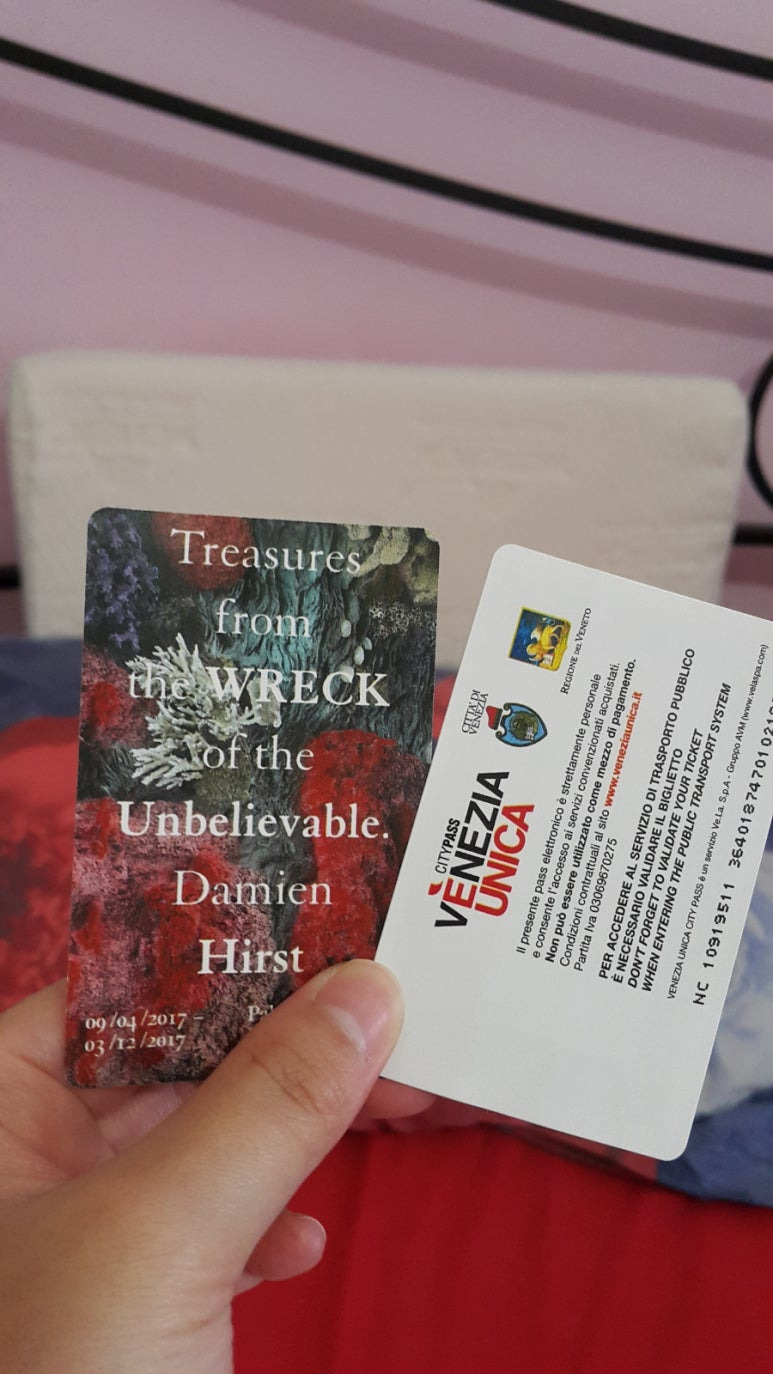 Treasures
from
the WRECK
of the
Unbelievable.
Damien
Hirst
09/04/2017 –
03/12/2017
CITYPASS
VENEZIA
UNICA
CITTA' DI
VENEZIA
REGIONE DEL VENETO
Il presente pass elettronico è strettamente personale
e consente l'accesso ai servizi convenzionati acquistati.
Non può essere utilizzato come mezzo di pagamento.
Condizioni contrattuali al sito www.veneziaunica.it
Partita Iva 03069670275
PER ACCEDERE AL SERVIZIO DI TRASPORTO PUBBLICO
È NECESSARIO VALIDARE IL BIGLIETTO
DON'T FORGET TO VALIDATE YOUR TICKET
WHEN ENTERING THE PUBLIC TRANSPORT SYSTEM
VENEZIA UNICA CITY PASS è un servizio Ve.la. S.p.A. - Gruppo AVM (www.velaspa.com)
NC 10919511